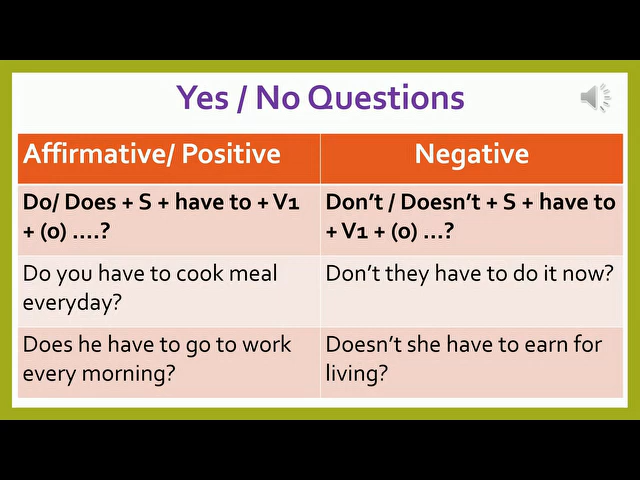 Yes / No Questions
Affirmative/ Positive
Negative
Do/ Does + S + have to + V1
+ (o) ....?
Don't / Doesn't + S + have to
+ V1 + (o) ...?
Do you have to cook meal
everyday?
Don't they have to do it now?
Does he have to go to work
every morning?
Doesn't she have to earn for
living?